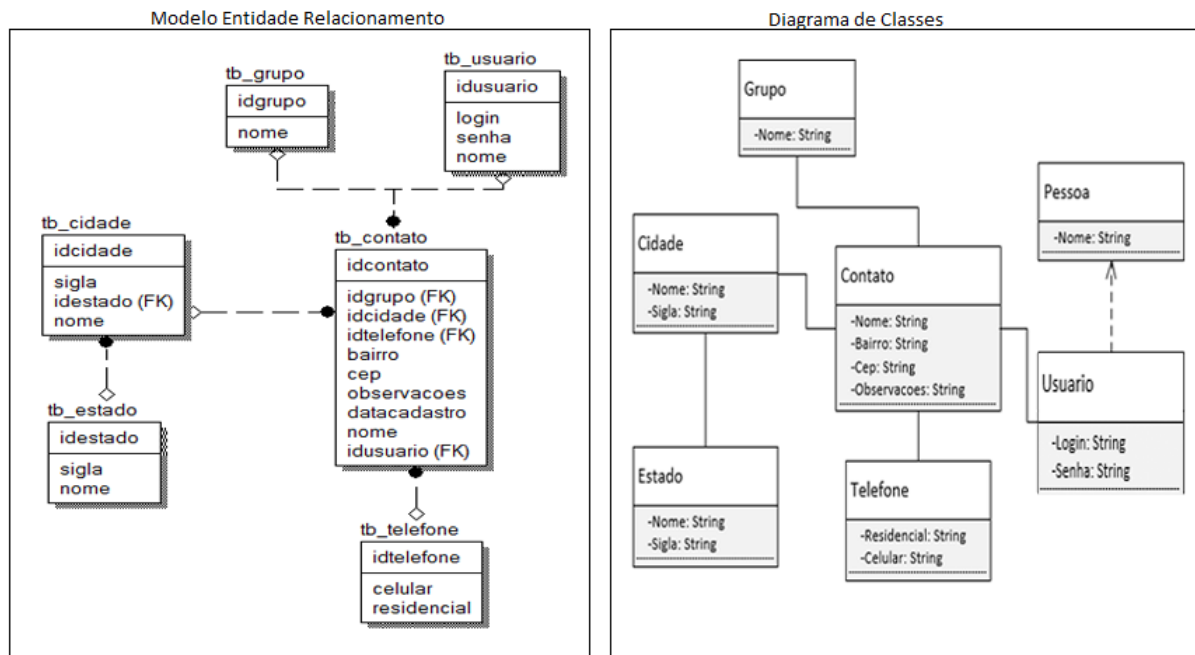 Modelo Entidade Relacionamento
tb_grupo
idgrupo
nome
tb_usuario
idusuario
login
senha
nome
tb_cidade
idcidade
sigla
idestado (FK)
nome
tb_contato
idcontato
idgrupo (FK)
idcidade (FK)
idtelefone (FK)
bairro
cep
observacoes
datacadastro
nome
idusuario (FK)
tb_estado
idestado
sigla
nome
tb_telefone
idtelefone
celular
residencial
Diagrama de Classes
Grupo
-Nome: String
Pessoa
-Nome: String
Cidade
-Nome: String
-Sigla: String
Contato
-Nome: String
-Bairro: String
-Cep: String
-Observacoes: String
Usuario
-Login: String
-Senha: String
Estado
-Nome: String
-Sigla: String
Telefone
-Residencial: String
-Celular: String